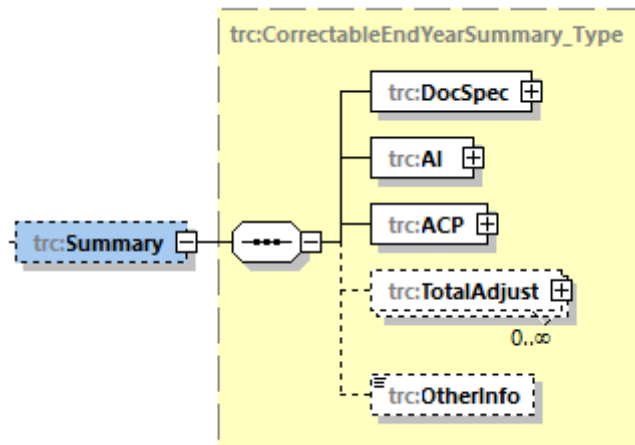 trc:CorrectableEndYearSummary_Type
trc:DocSpec
trc:AI
trc:ACP
trc:Summary
trc:TotalAdjust
0..∞
trc:OtherInfo